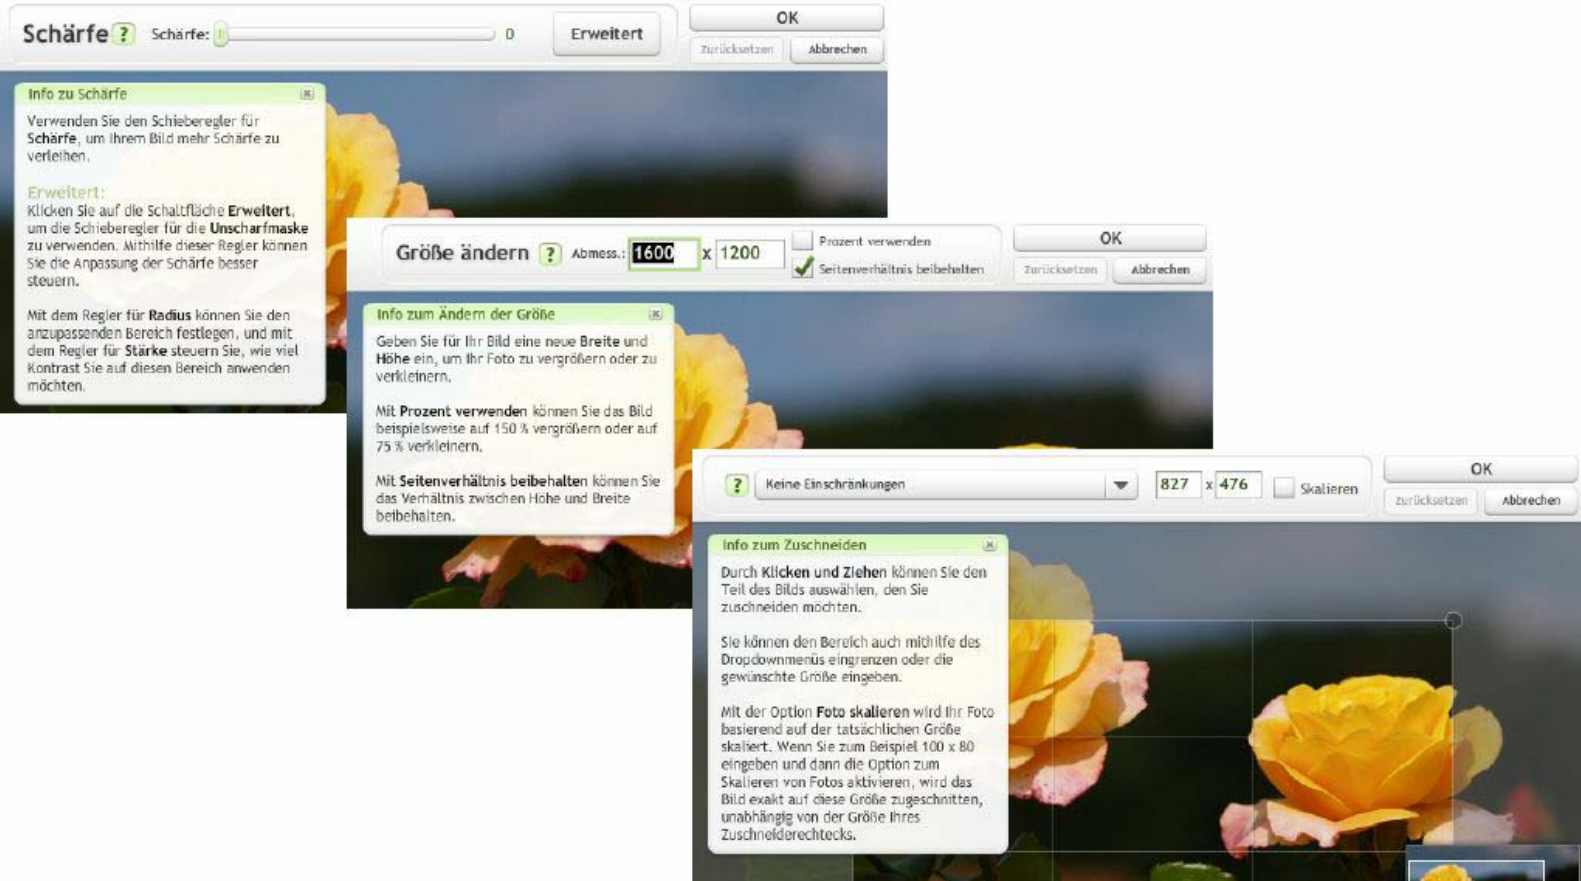 Schärfe ? Schärfe: 0 Erweitert
OK
Zurücksetzen Abbrechen
Info zu Schärfe
Verwenden Sie den Schieberegler für
Schärfe, um Ihrem Bild mehr Schärfe zu
verleihen.
Erweitert:
Klicken Sie auf die Schaltfläche Erweitert,
um die Schieberegler für die Unscharfmaske
zu verwenden. Mithilfe dieser Regler können
Sie die Anpassung der Schärfe besser
steuern.
Mit dem Regler für Radius können Sie den
anzupassenden Bereich festlegen, und mit
dem Regler für Stärke steuern Sie, wie viel
Kontrast Sie auf diesen Bereich anwenden
möchten.
Größe ändern ? Abmess.: 1600 x 1200
Prozent verwenden
Seitenverhältnis beibehalten
OK
Zurücksetzen Abbrechen
Info zum Ändern der Größe
Geben Sie für Ihr Bild eine neue Breite und
Höhe ein, um Ihr Foto zu vergrößern oder zu
verkleinern.
Mit Prozent verwenden können Sie das Bild
beispielsweise auf 150 % vergrößern oder auf
75 % verkleinern.
Mit Seitenverhältnis beibehalten können Sie
das Verhältnis zwischen Höhe und Breite
beibehalten.
? Keine Einschränkungen 827 x 476 Skalieren
OK
Zurücksetzen Abbrechen
Info zum Zuschneiden
Durch Klicken und Ziehen können Sie den
Teil des Bilds auswählen, den Sie
zuschneiden möchten.
Sie können den Bereich auch mithilfe des
Dropdownmenüs eingrenzen oder die
gewünschte Größe eingeben.
Mit der Option Foto skalieren wird Ihr Foto
basierend auf der tatsächlichen Größe
skaliert. Wenn Sie zum Beispiel 100 x 80
eingeben und dann die Option zum
Skalieren von Fotos aktivieren, wird das
Bild exakt auf diese Größe zugeschnitten,
unabhängig von der Größe Ihres
Zuschneiderechtecks.